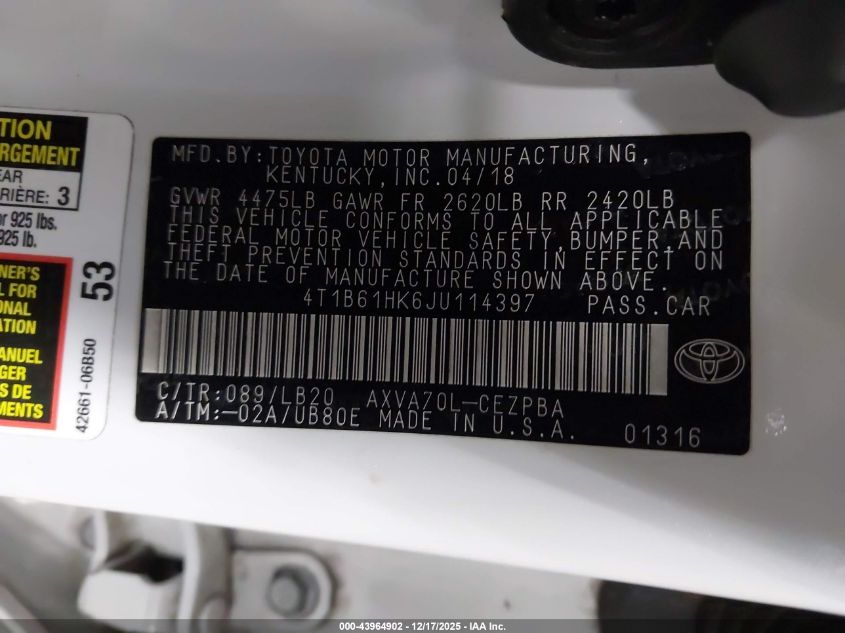 TION
RGEMENT
EAR
RIÈRE: 3
or 925 lbs.
925 lb.
NER'S
L FOR
ONAL
ATION
MANUEL
GER
S DE
MENTS.
53
42661-06B50
MFD.BY:TOYOTA MOTOR MANUFACTURING,
KENTUCKY,INC.04/18
GVWR 4475LB GAWR FR 2620LB RR 2420LB
THIS VEHICLE CONFORMS TO ALL APPLICABLE
FEDERAL MOTOR VEHICLE SAFETY,BUMPER,AND
THEFT PREVENTION STANDARDS IN EFFECT ON
THE DATE OF MANUFACTURE SHOWN ABOVE.
4T1B61HK6JU114397 PASS.CAR
C/TR:089/LB20 AXVA70L-CEZPBA
A/TM:-02A/UB80E MADE IN U.S.A. 01316
000-43964902 - 12/17/2025 - IAA Inc.